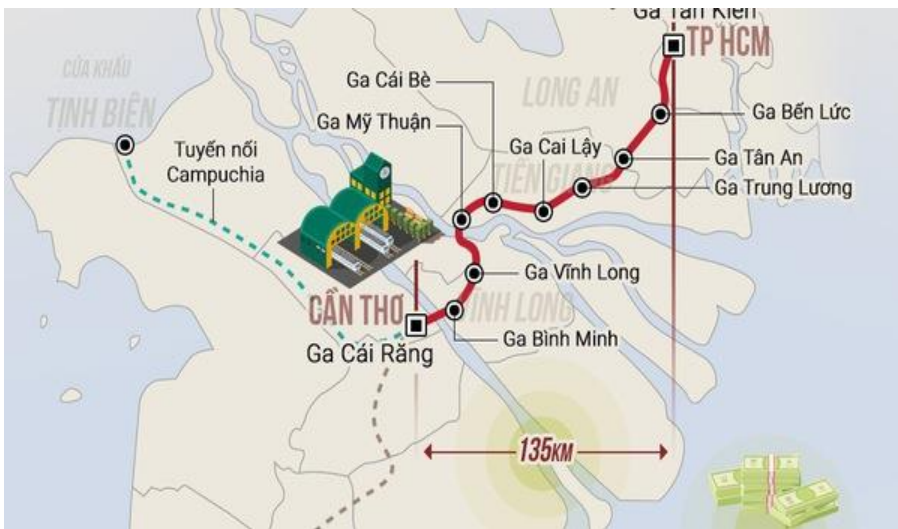 Ga Tân Kiên
TP HCM
CỬA KHẨU
TỊNH BIÊN
Ga Cái Bè
LONG AN
Ga Mỹ Thuận
Ga Bến Lức
Tuyến nối
Campuchia
Ga Cai Lậy
Ga Tân An
TIỀN GIANG
Ga Trung Lương
Ga Vĩnh Long
CẦN THƠ
VĨNH LONG
Ga Bình Minh
Ga Cái Răng
135KM